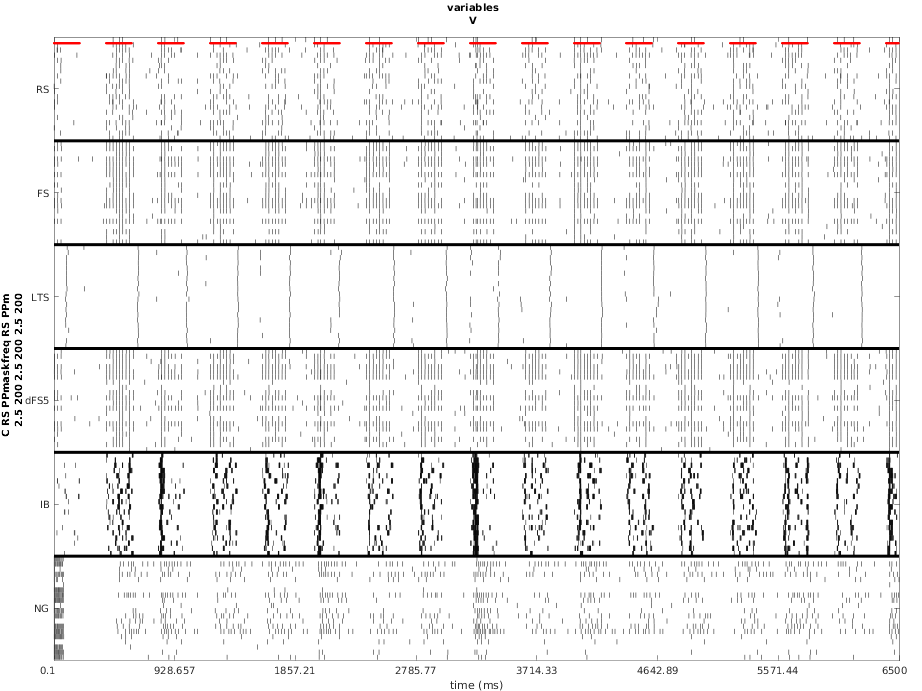 variables
V
C RS PPmaskfreq RS PPm
2.5 200 2.5 200 2.5 200
RS
FS
LTS
dFS5
IB
NG
0.1 928.657 1857.21 2785.77 3714.33 4642.89 5571.44 6500
time (ms)